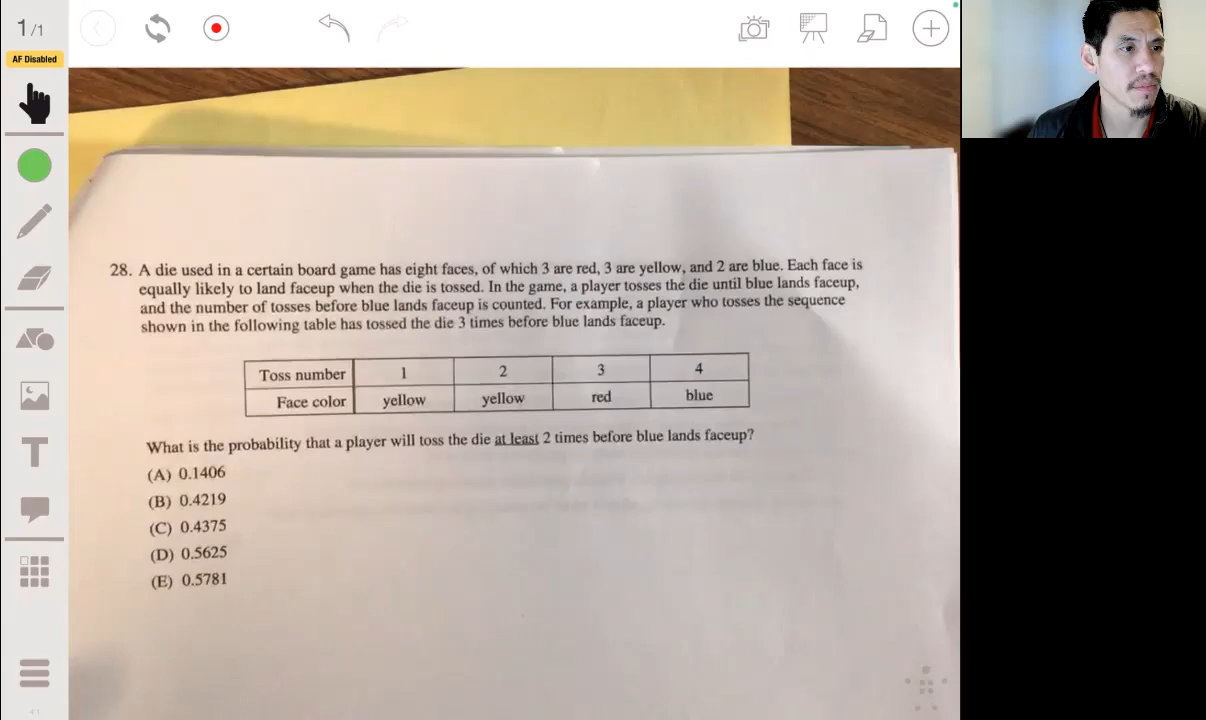 1/1
AF Disabled
28. A die used in a certain board game has eight faces, of which 3 are red, 3 are yellow, and 2 are blue. Each face is
equally likely to land faceup when the die is tossed. In the game, a player tosses the die until blue lands faceup,
and the number of tosses before blue lands faceup is counted. For example, a player who tosses the sequence
shown in the following table has tossed the die 3 times before blue lands faceup.
Toss number 1 2 3 4
Face color yellow yellow red blue
What is the probability that a player will toss the die at least 2 times before blue lands faceup?
(A) 0.1406
(B) 0.4219
(C) 0.4375
(D) 0.5625
(E) 0.5781
T